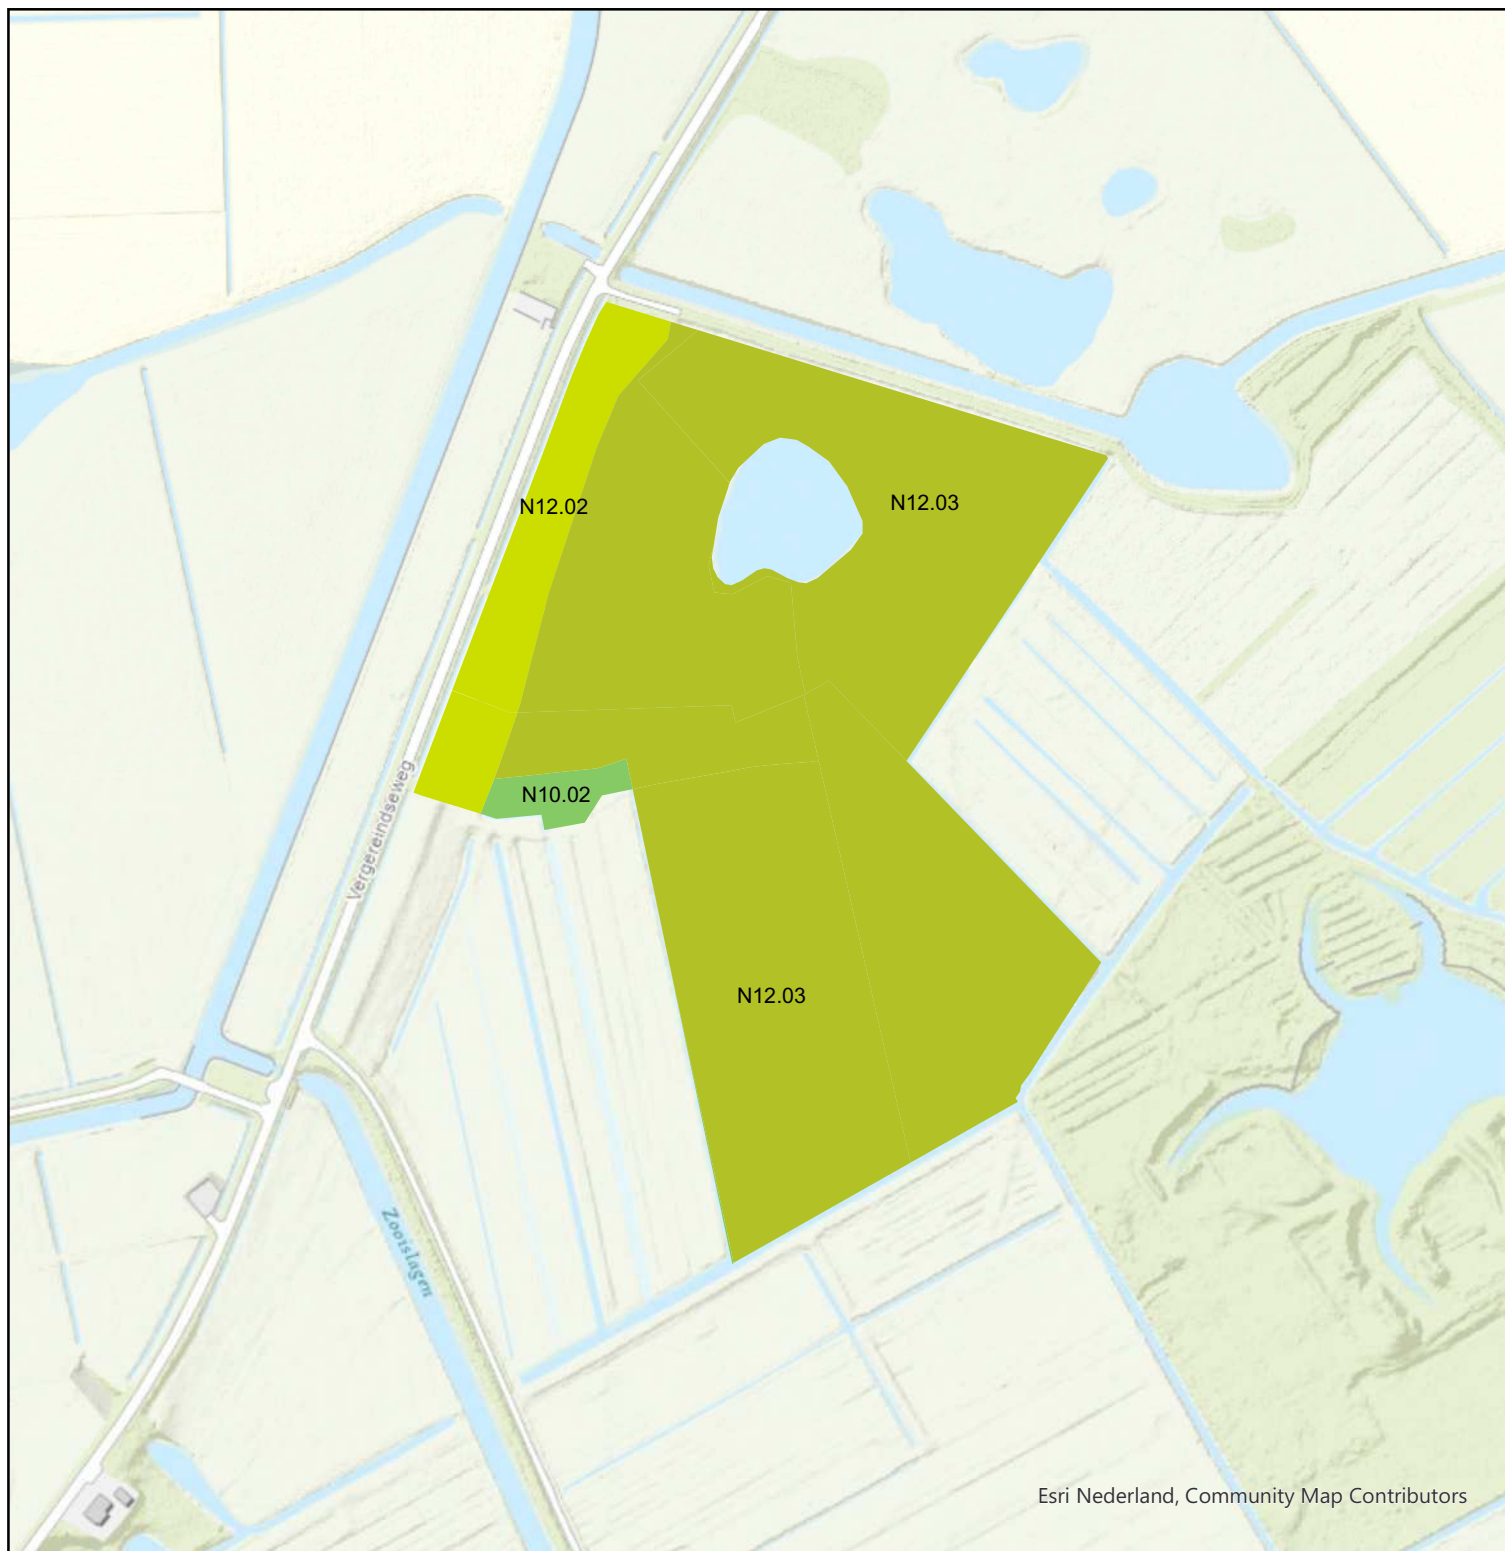 N12.03
N12.02
N10.02
Vergereindseweg
N12.03
Zooislagen
Esri Nederland, Community Map Contributors